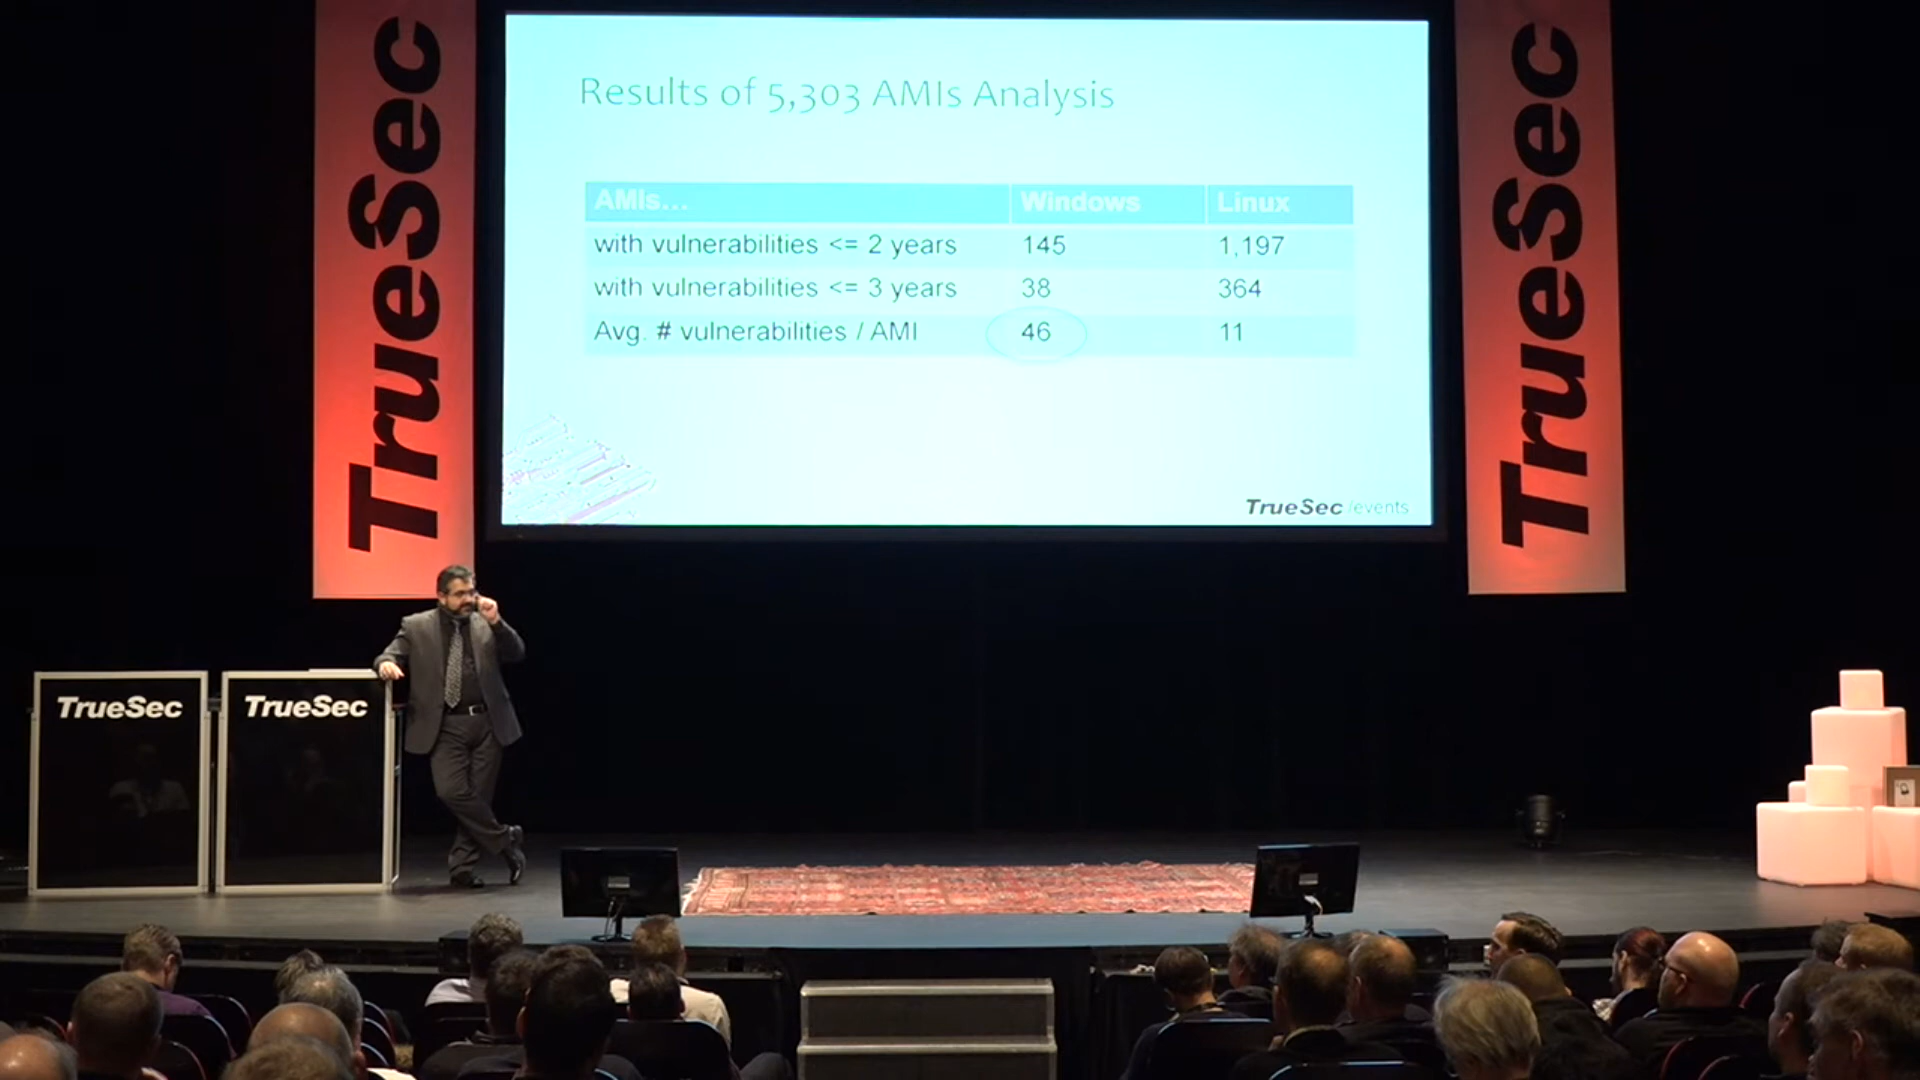 TrueSec
Results of 5,303 AMIs Analysis
AMIs... Windows Linux
with vulnerabilities <= 2 years 145 1,197
with vulnerabilities <= 3 years 38 364
Avg. # vulnerabilities / AMI 46 11
TrueSec /events
TrueSec
TrueSec
TrueSec